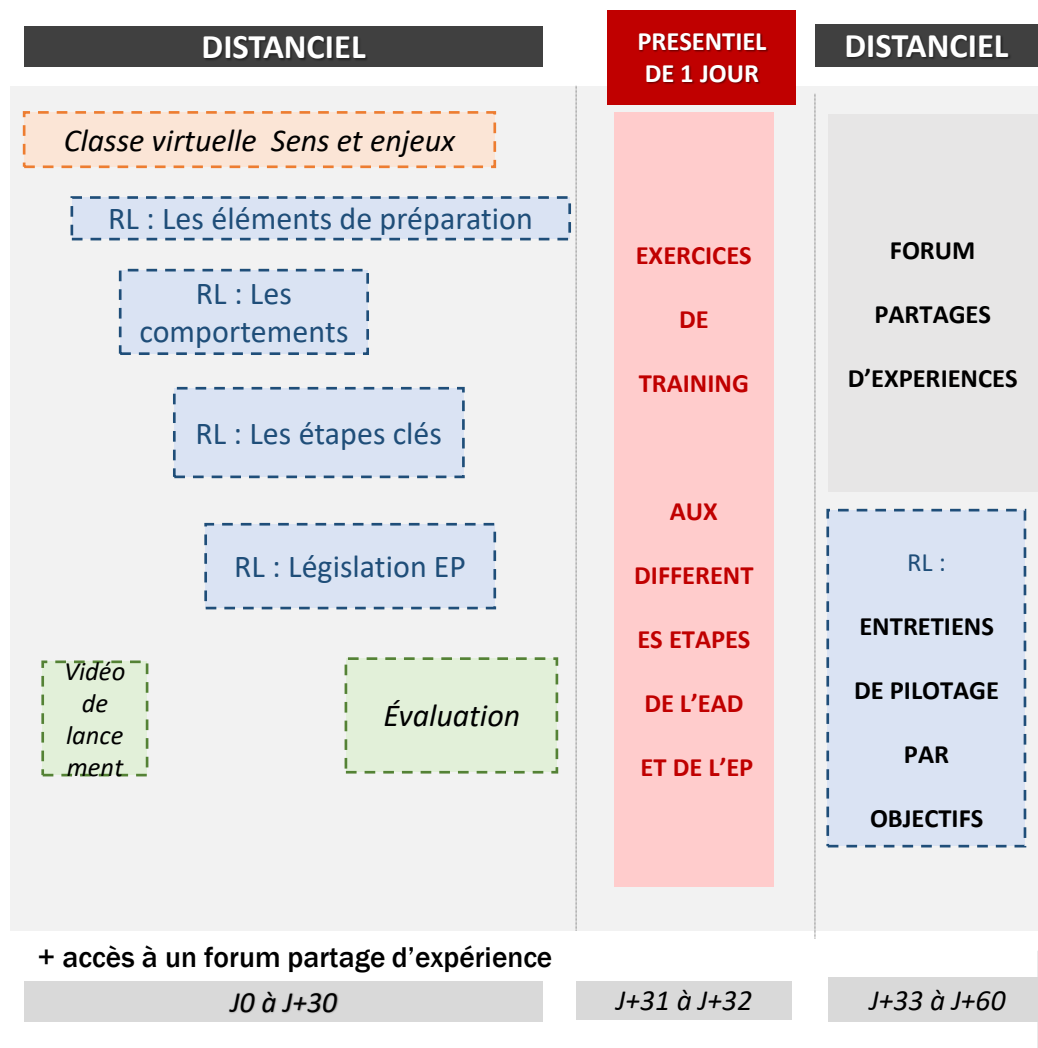 DISTANCIEL
PRESENTIEL
DE 1 JOUR
DISTANCIEL
Classe virtuelle  Sens et enjeux
RL : Les éléments de préparation
RL : Les
comportements
RL : Les étapes clés
RL : Législation EP
Vidéo
de
lance
ment
Évaluation
EXERCICES
DE
TRAINING
AUX
DIFFERENT
ES ETAPES
DE L’EAD
ET DE L’EP
FORUM
PARTAGES
D’EXPERIENCES
RL :
ENTRETIENS
DE PILOTAGE
PAR
OBJECTIFS
+ accès à un forum partage d’expérience
J0 à J+30
J+31 à J+32
J+33 à J+60